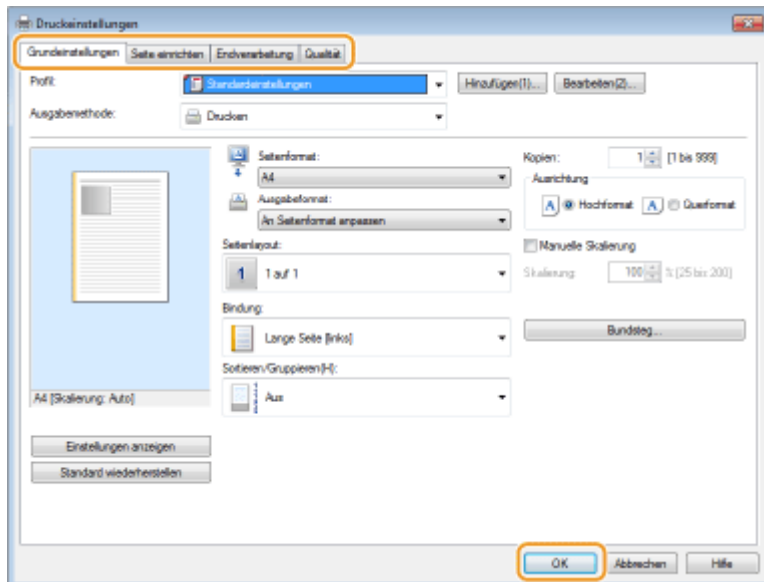 Druckeinstellungen
Grundeinstellungen Seite einrichten Endverarbeitung Qualität
Profil: Standardeinstellungen Hinzufügen(1)... Bearbeiten(2)...
Ausgabemethode: Drucken
Seitenformat:
A4
Ausgabeformat:
An Seitenformat anpassen
Seitenlayout:
1 1 auf 1
Bindung:
Lange Seite [links]
Sortieren/Gruppieren(H):
Aus
Kopien: 1 [1 bis 999]
Ausrichtung
A Hochformat A Querformat
Manuelle Skalierung
Skalierung: 100 % [25 bis 200]
Bundsteg...
A4 [Skalierung: Auto]
Einstellungen anzeigen
Standard wiederherstellen
OK Abbrechen Hilfe